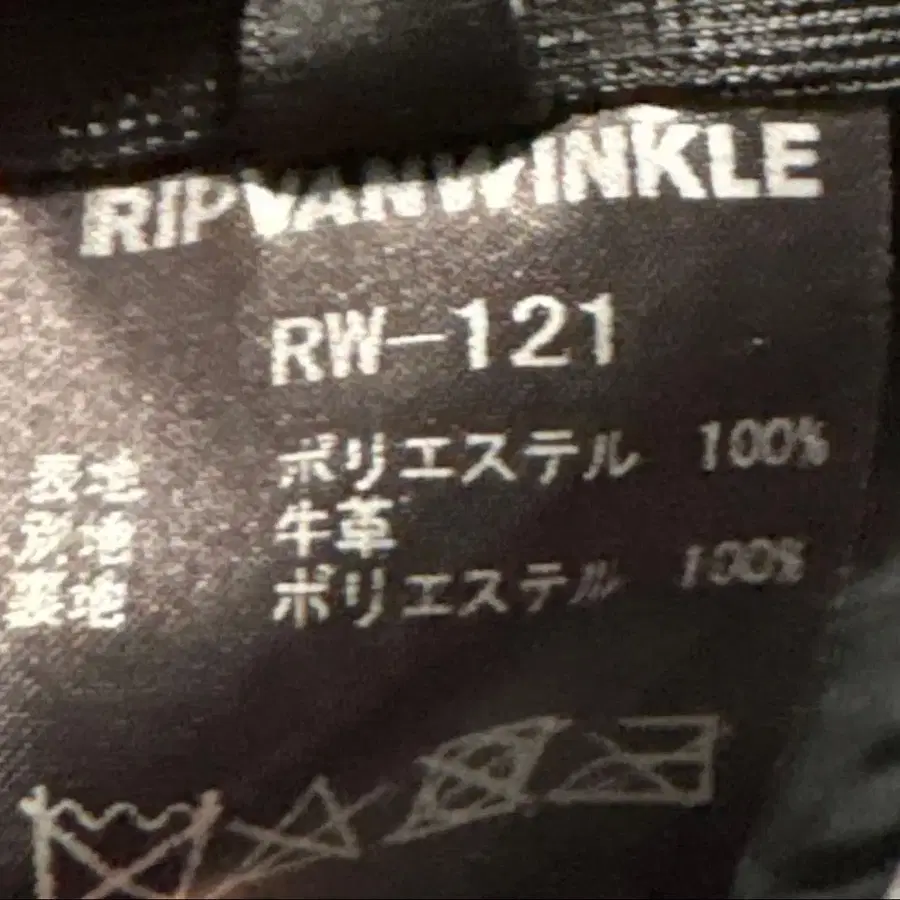 RIPVANWINKLE
RW-121
表地 ポリエステル 100%
別地 牛革
裏地 ポリエステル 100%